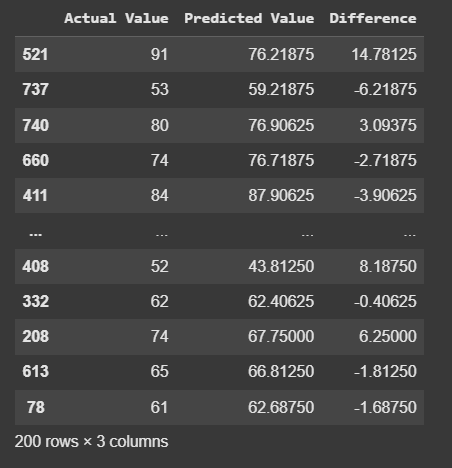 Actual Value Predicted Value Difference
521 91 76.21875 14.78125
737 53 59.21875 -6.21875
740 80 76.90625 3.09375
660 74 76.71875 -2.71875
411 84 87.90625 -3.90625
... ... ... ...
408 52 43.81250 8.18750
332 62 62.40625 -0.40625
208 74 67.75000 6.25000
613 65 66.81250 -1.81250
78 61 62.68750 -1.68750
200 rows × 3 columns